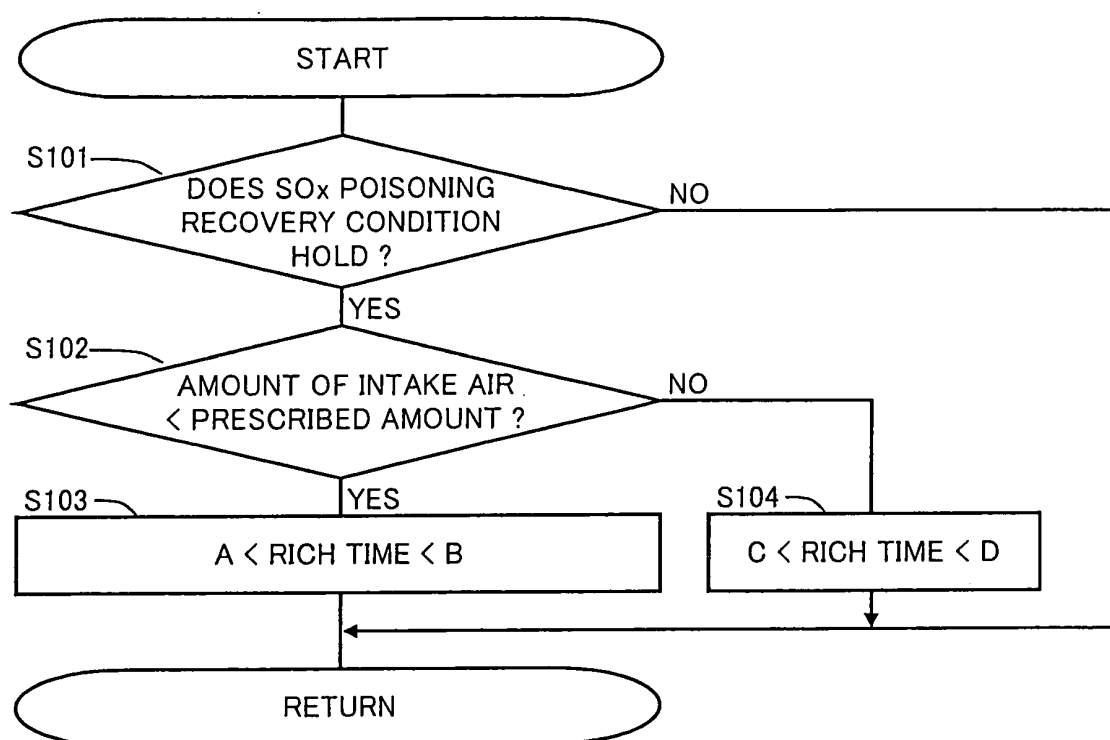 START
S101
DOES SOx POISONING
RECOVERY CONDITION
HOLD ?
NO
YES
S102
AMOUNT OF INTAKE AIR
< PRESCRIBED AMOUNT ?
NO
YES
S103
A < RICH TIME < B
S104
C < RICH TIME < D
RETURN